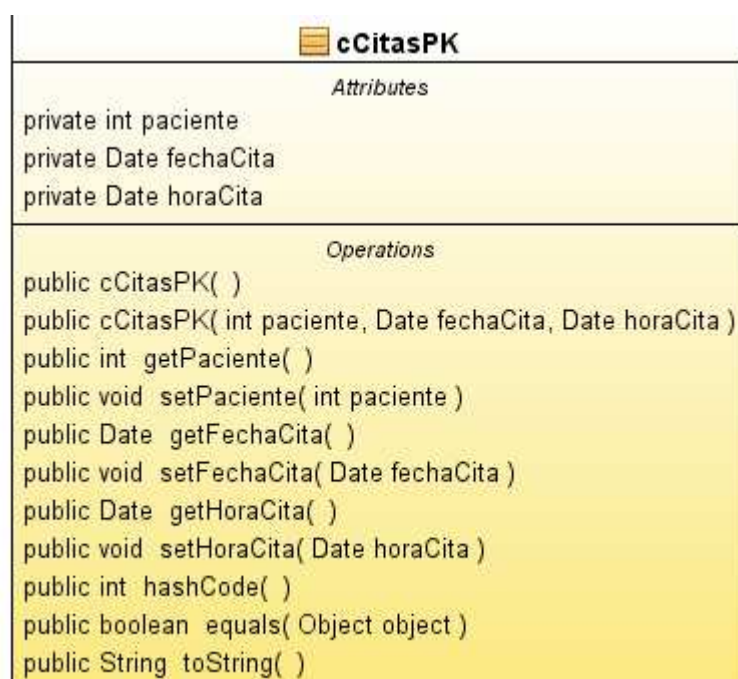 cCitasPK
Attributes
private int paciente
private Date fechaCita
private Date horaCita
Operations
public cCitasPK( )
public cCitasPK( int paciente, Date fechaCita, Date horaCita )
public int getPaciente( )
public void setPaciente( int paciente )
public Date getFechaCita( )
public void setFechaCita( Date fechaCita )
public Date getHoraCita( )
public void setHoraCita( Date horaCita )
public int hashCode( )
public boolean equals( Object object )
public String toString( )